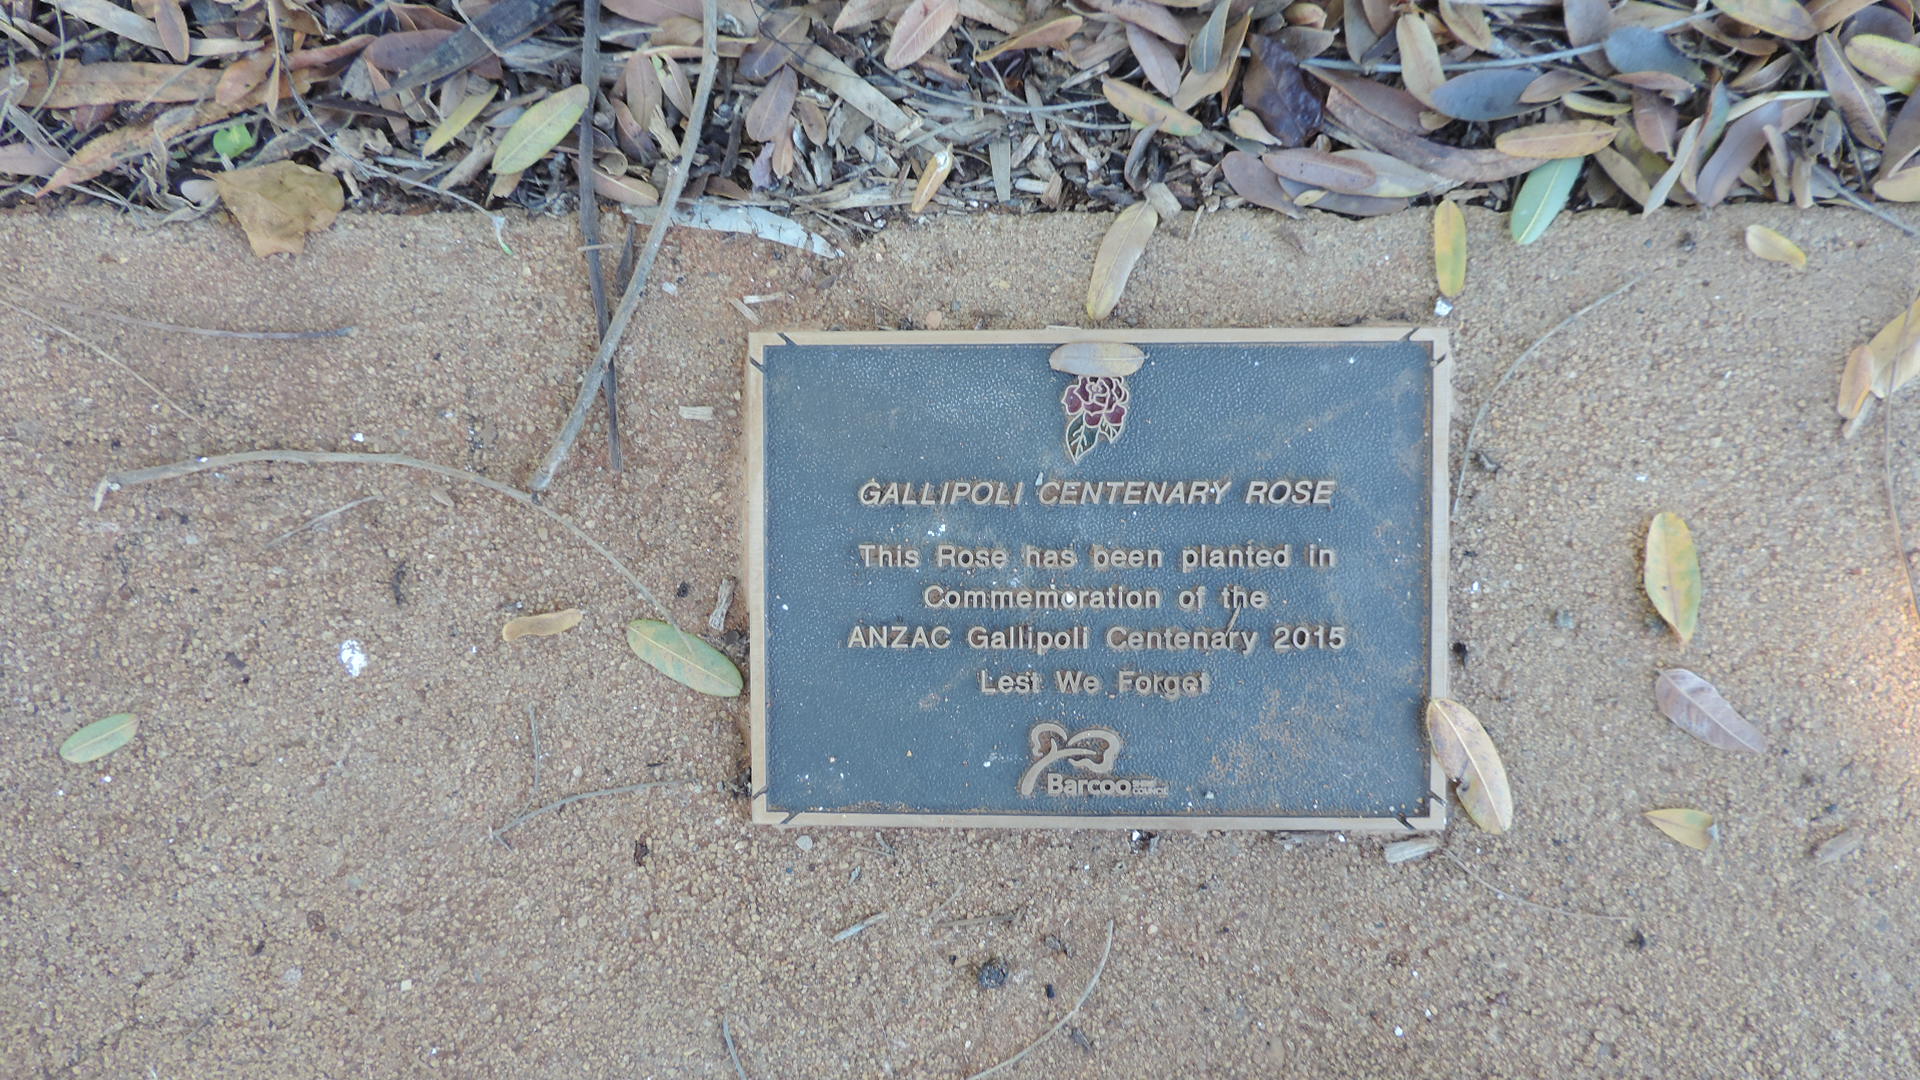 GALLIPOLI CENTENARY ROSE
This Rose has been planted in
Commemoration of the
ANZAC Gallipoli Centenary 2015
Lest We Forget
Barcoo
COUNCIL